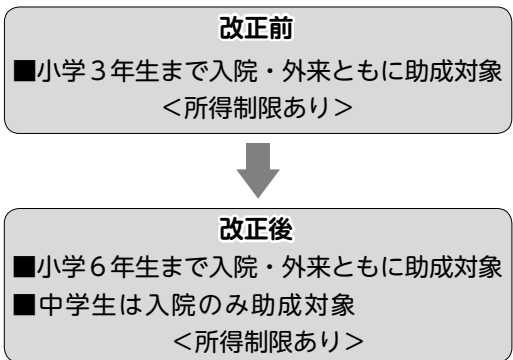 改正前
■小学３年生まで入院・外来ともに助成対象
＜所得制限あり＞
改正後
■小学６年生まで入院・外来ともに助成対象
■中学生は入院のみ助成対象
＜所得制限あり＞